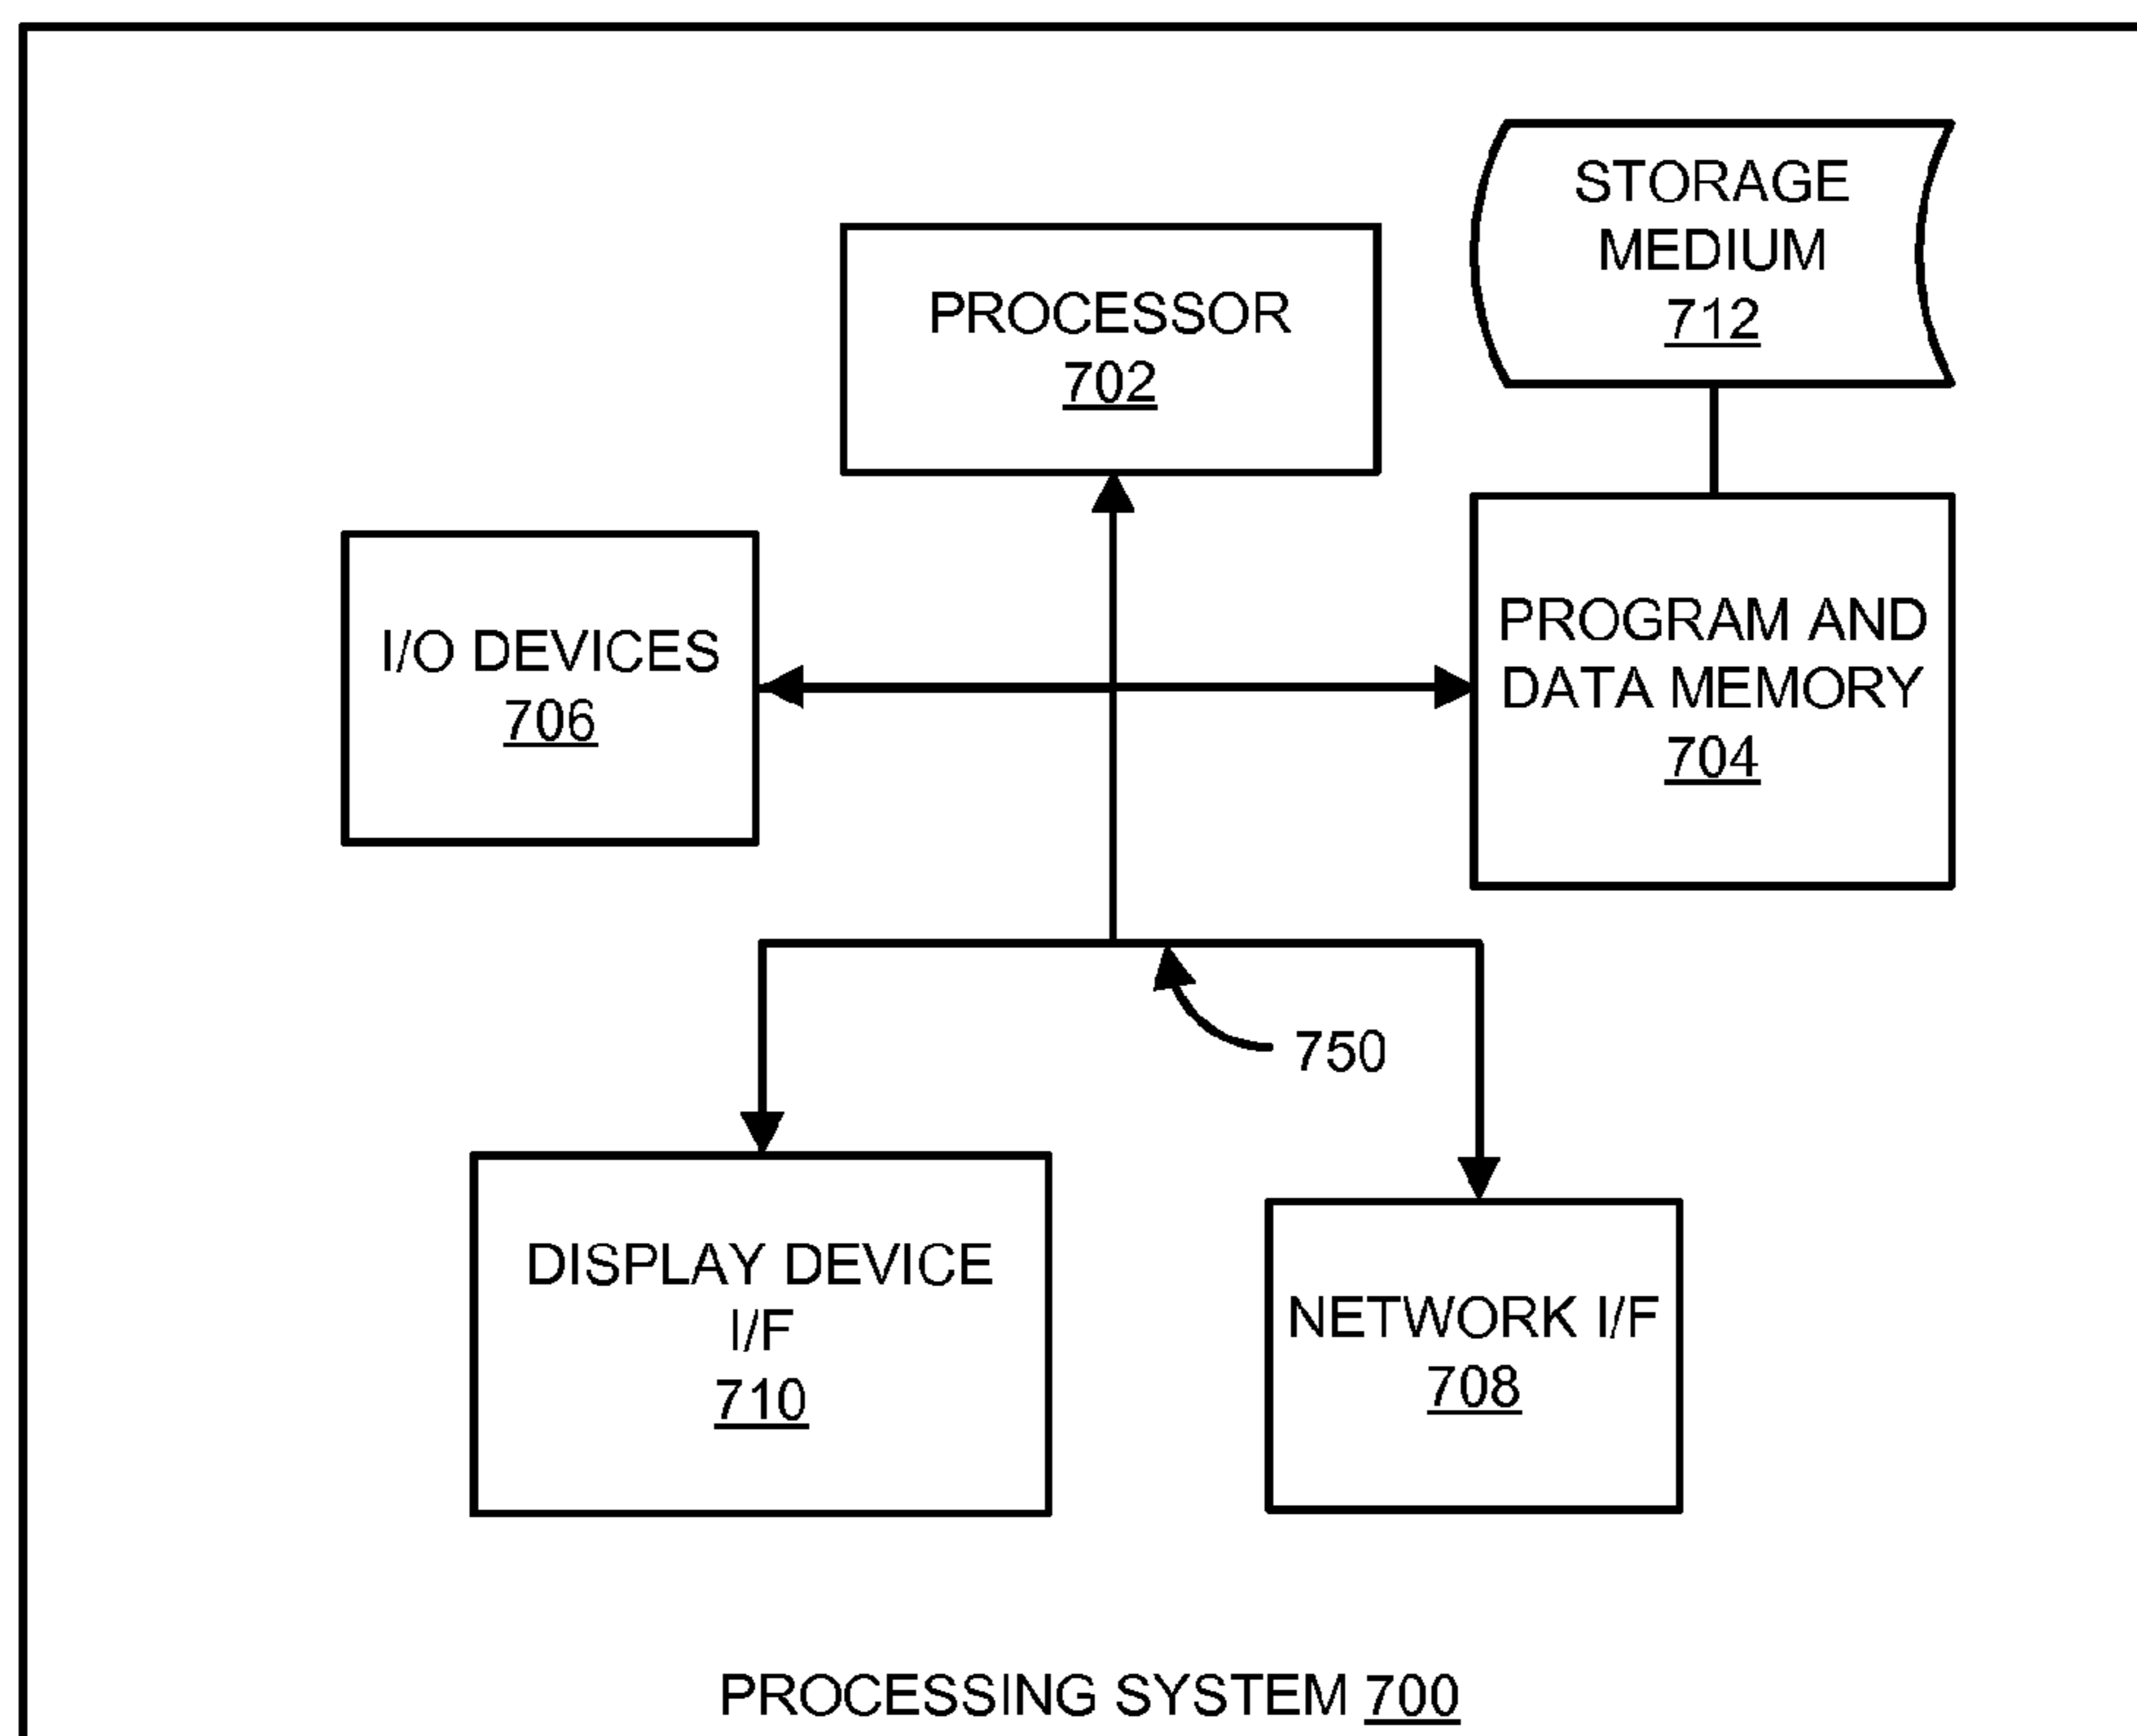 STORAGE
MEDIUM
712
PROCESSOR
702
I/O DEVICES
706
PROGRAM AND
DATA MEMORY
704
750
DISPLAY DEVICE
I/F
710
NETWORK I/F
708
PROCESSING SYSTEM 700